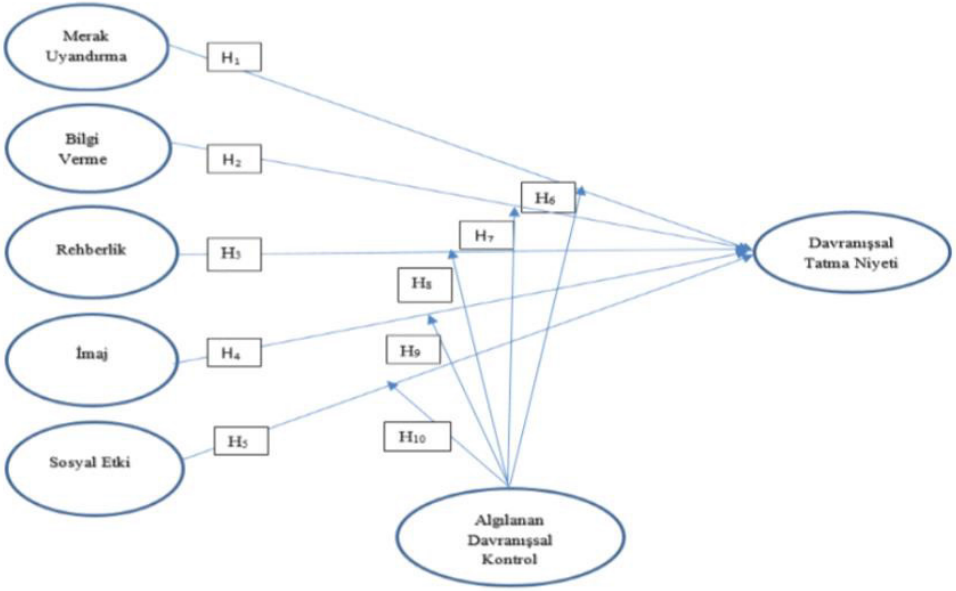 Merak
Uyandırma
H₁
Bilgi
Verme
H₂
H₆
Rehberlik
H₃
H₇
Davranışsal
Tatma Niyeti
H₈
İmaj
H₄
H₉
Sosyal Etki
H₅
H₁₀
Algılanan
Davranışsal
Kontrol